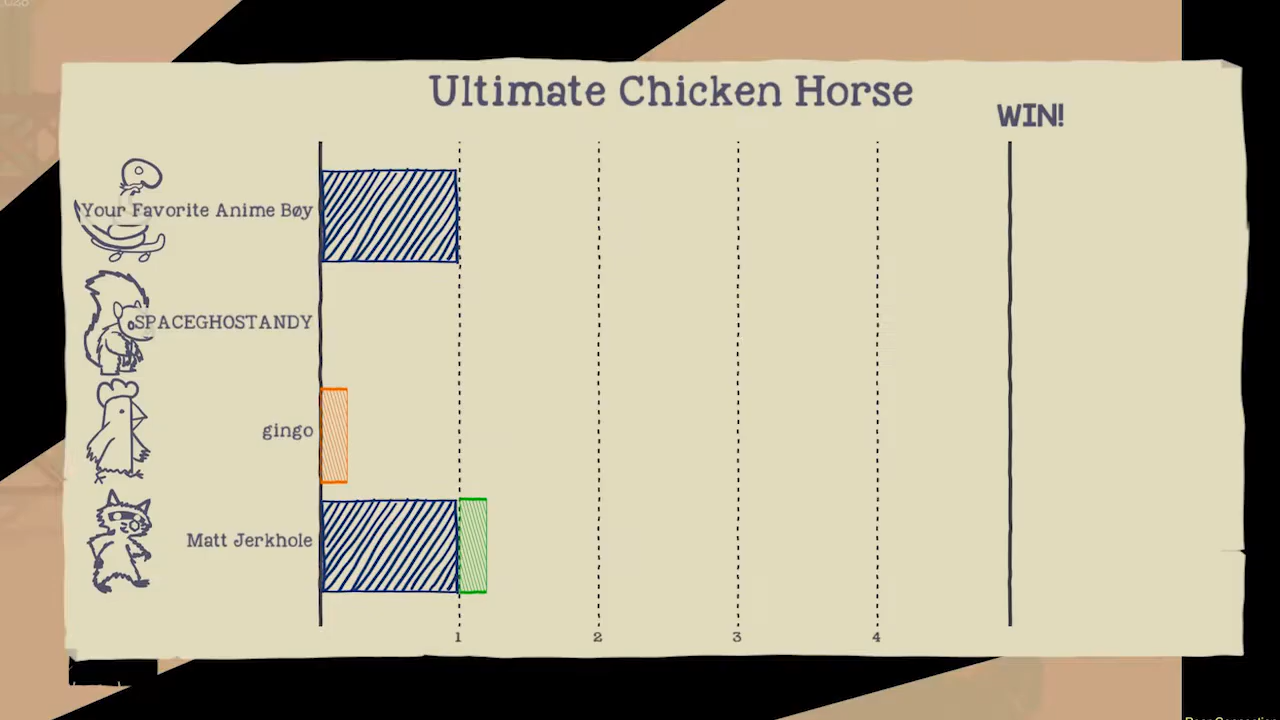 Ultimate Chicken Horse
WIN!
Your Favorite Anime Bøy
SPACEGHOSTANDY
gingo
Matt Jerkhole
1 2 3 4